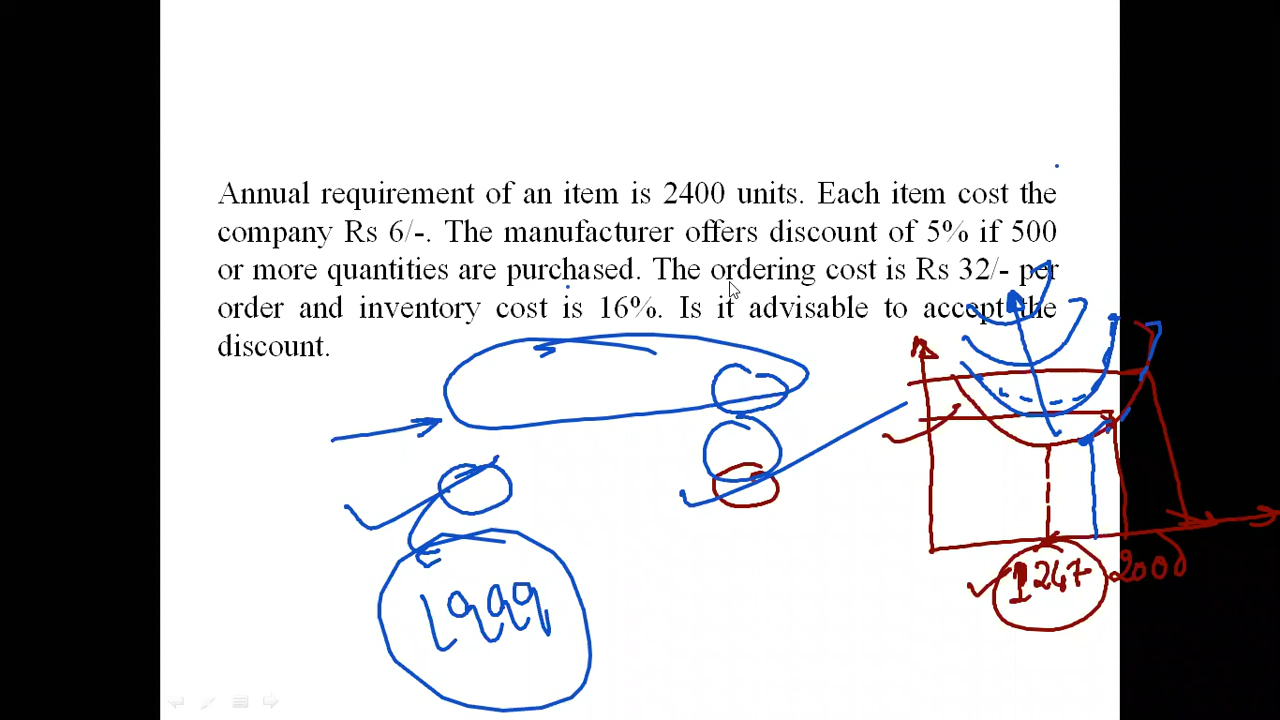 Annual requirement of an item is 2400 units. Each item cost the
company Rs 6/-. The manufacturer offers discount of 5% if 500
or more quantities are purchased. The ordering cost is Rs 32/- per
order and inventory cost is 16%. Is it advisable to accept the
discount.
1247 2000
1999